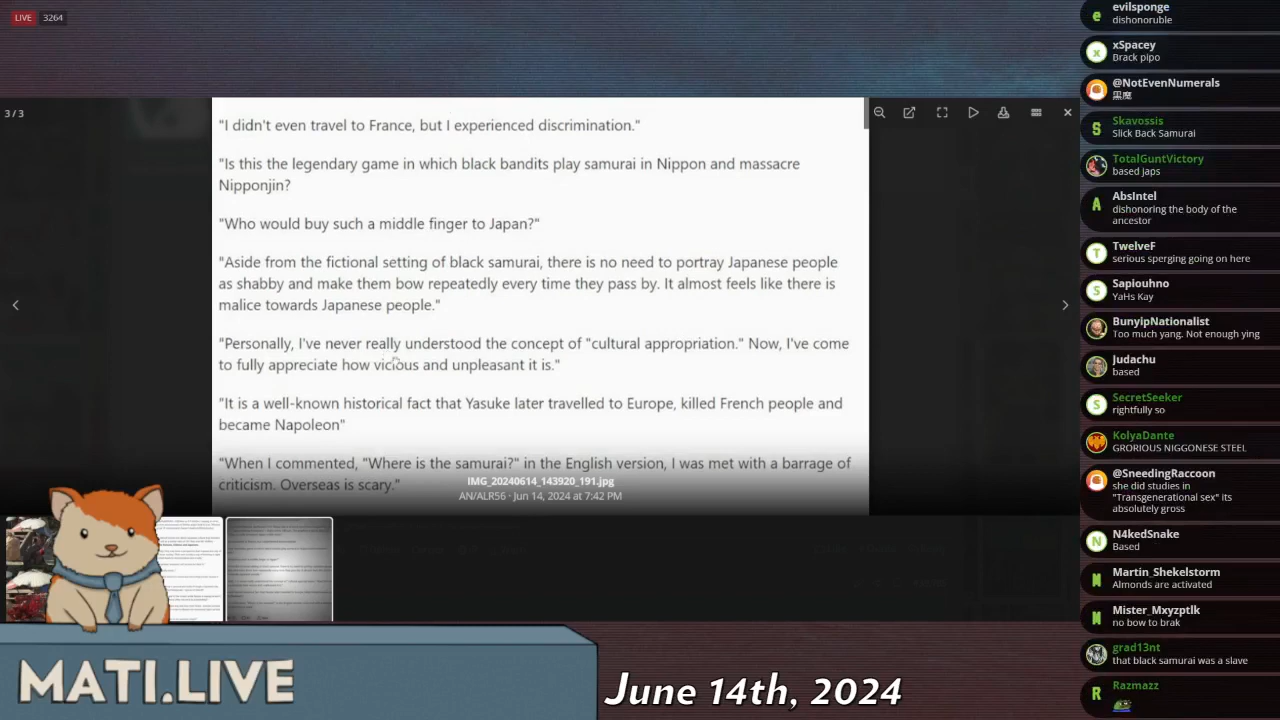 LIVE 3264
3 / 3
"I didn't even travel to France, but I experienced discrimination."
"Is this the legendary game in which black bandits play samurai in Nippon and massacre
Nipponjin?
"Who would buy such a middle finger to Japan?"
"Aside from the fictional setting of black samurai, there is no need to portray Japanese people
as shabby and make them bow repeatedly every time they pass by. It almost feels like there is
malice towards Japanese people."
"Personally, I've never really understood the concept of "cultural appropriation." Now, I've come
to fully appreciate how vicious and unpleasant it is."
"It is a well-known historical fact that Yasuke later travelled to Europe, killed French people and
became Napoleon"
"When I commented, "Where is the samurai?" in the English version, I was met with a barrage of
criticism. Overseas is scary."
IMG_20240614_143920_191.jpg
AN/ALR56 · Jun 14, 2024 at 7:42 PM
MATI.LIVE
June 14th, 2024
evilsponge
dishonoruble
xSpacey
Brack pipo
@NotEvenNumerals
黒魔
Skavossis
Slick Back Samurai
TotalGuntVictory
based japs
AbsIntel
dishonoring the body of the
ancestor
TwelveF
serious sperging going on here
Saplouhno
YaHs Kay
BunyipNationalist
Too much yang. Not enough ying
Judachu
based
SecretSeeker
rightfully so
KolyaDante
GRORIOUS NIGGONESE STEEL
@SneedingRaccoon
she did studies in
"Transgenerational sex" its
absolutely gross
N4kedSnake
Based
Martin_Shekelstorm
Almonds are activated
Mister_Mxyzptlk
no bow to brak
grad13nt
that black samurai was a slave
Razmazz